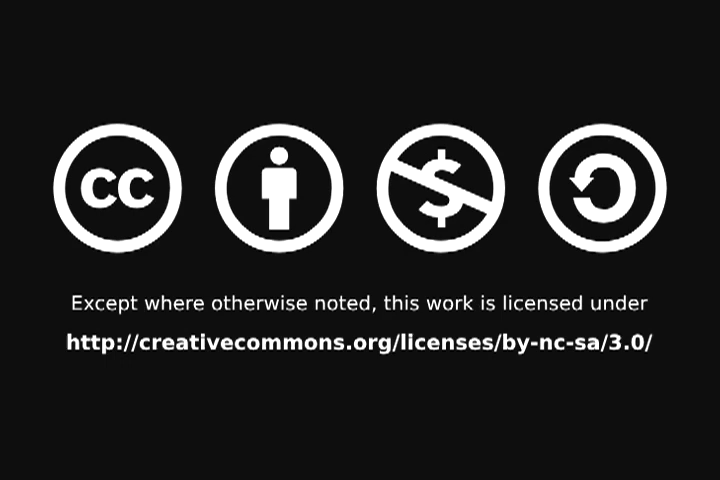 cc
$
Except where otherwise noted, this work is licensed under
http://creativecommons.org/licenses/by-nc-sa/3.0/